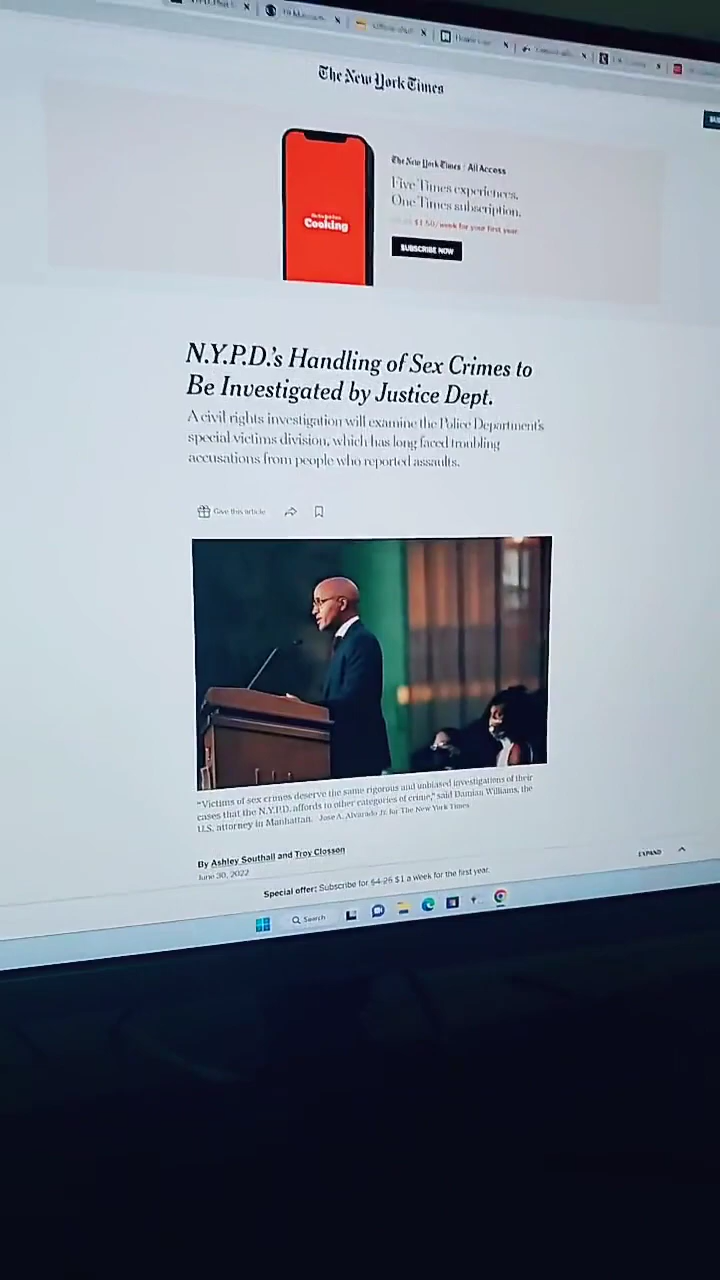 The New York Times
The New York Times | All Access
Five Times experiences.
One Times subscription.
$1.50/week for your first year.
The New York Times
Cooking
SUBSCRIBE NOW
N.Y.P.D.'s Handling of Sex Crimes to
Be Investigated by Justice Dept.
A civil rights investigation will examine the Police Department's
special victims division, which has long faced troubling
accusations from people who reported assaults.
Give this article
"Victims of sex crimes deserve the same rigorous and unbiased investigations of their
cases that the N.Y.P.D. affords to other categories of crime," said Damian Williams, the
U.S. attorney in Manhattan. Jose A. Alvarado Jr. for The New York Times
By Ashley Southall and Troy Closson
June 30, 2022
EXPAND
Special offer: Subscribe for $4.25 $1 a week for the first year.
Search